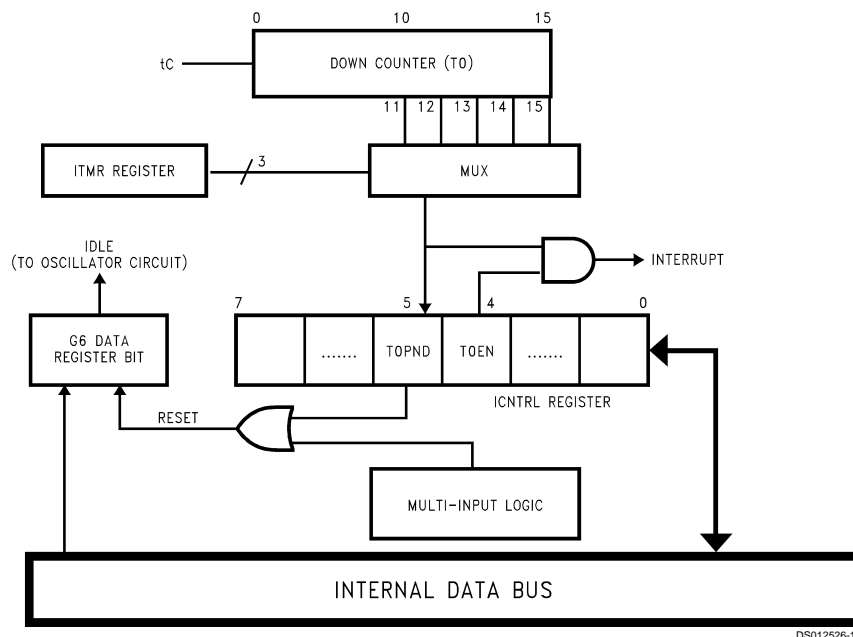 0 10 15
tC
DOWN COUNTER (T0)
11 12 13 14 15
ITMR REGISTER
3
MUX
IDLE
(TO OSCILLATOR CIRCUIT)
INTERRUPT
7 5 4 0
G6 DATA
REGISTER BIT
....... TOPND TOEN .......
ICNTRL REGISTER
RESET
MULTI-INPUT LOGIC
INTERNAL DATA BUS